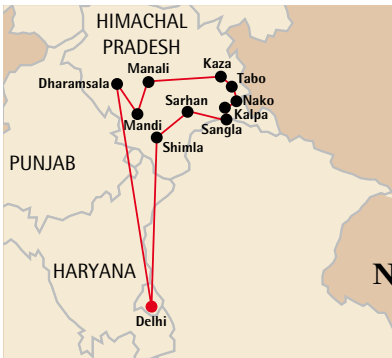 HIMACHAL
PRADESH
Manali
Kaza
Dharamsala
Tabo
Sarhan
Nako
Mandi
Kalpa
Sangla
Shimla
PUNJAB
HARYANA
N
Delhi